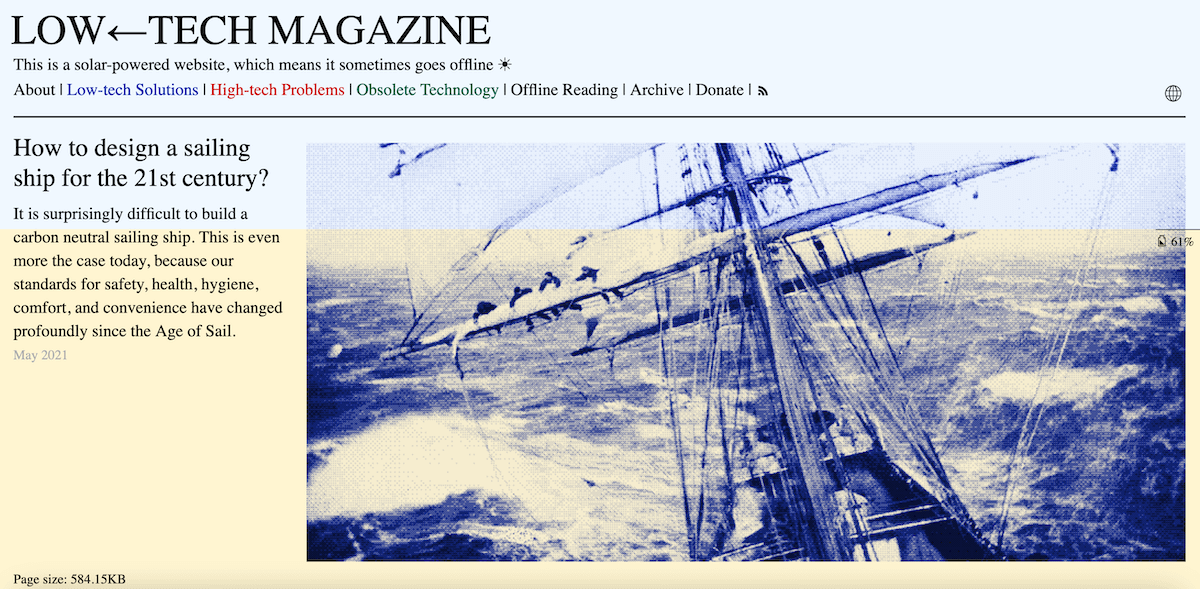 LOW←TECH MAGAZINE
This is a solar-powered website, which means it sometimes goes offline ☀
About | Low-tech Solutions | High-tech Problems | Obsolete Technology | Offline Reading | Archive | Donate |
How to design a sailing
ship for the 21st century?
It is surprisingly difficult to build a
carbon neutral sailing ship. This is even
more the case today, because our
standards for safety, health, hygiene,
comfort, and convenience have changed
profoundly since the Age of Sail.
May 2021
61%
Page size: 584.15KB